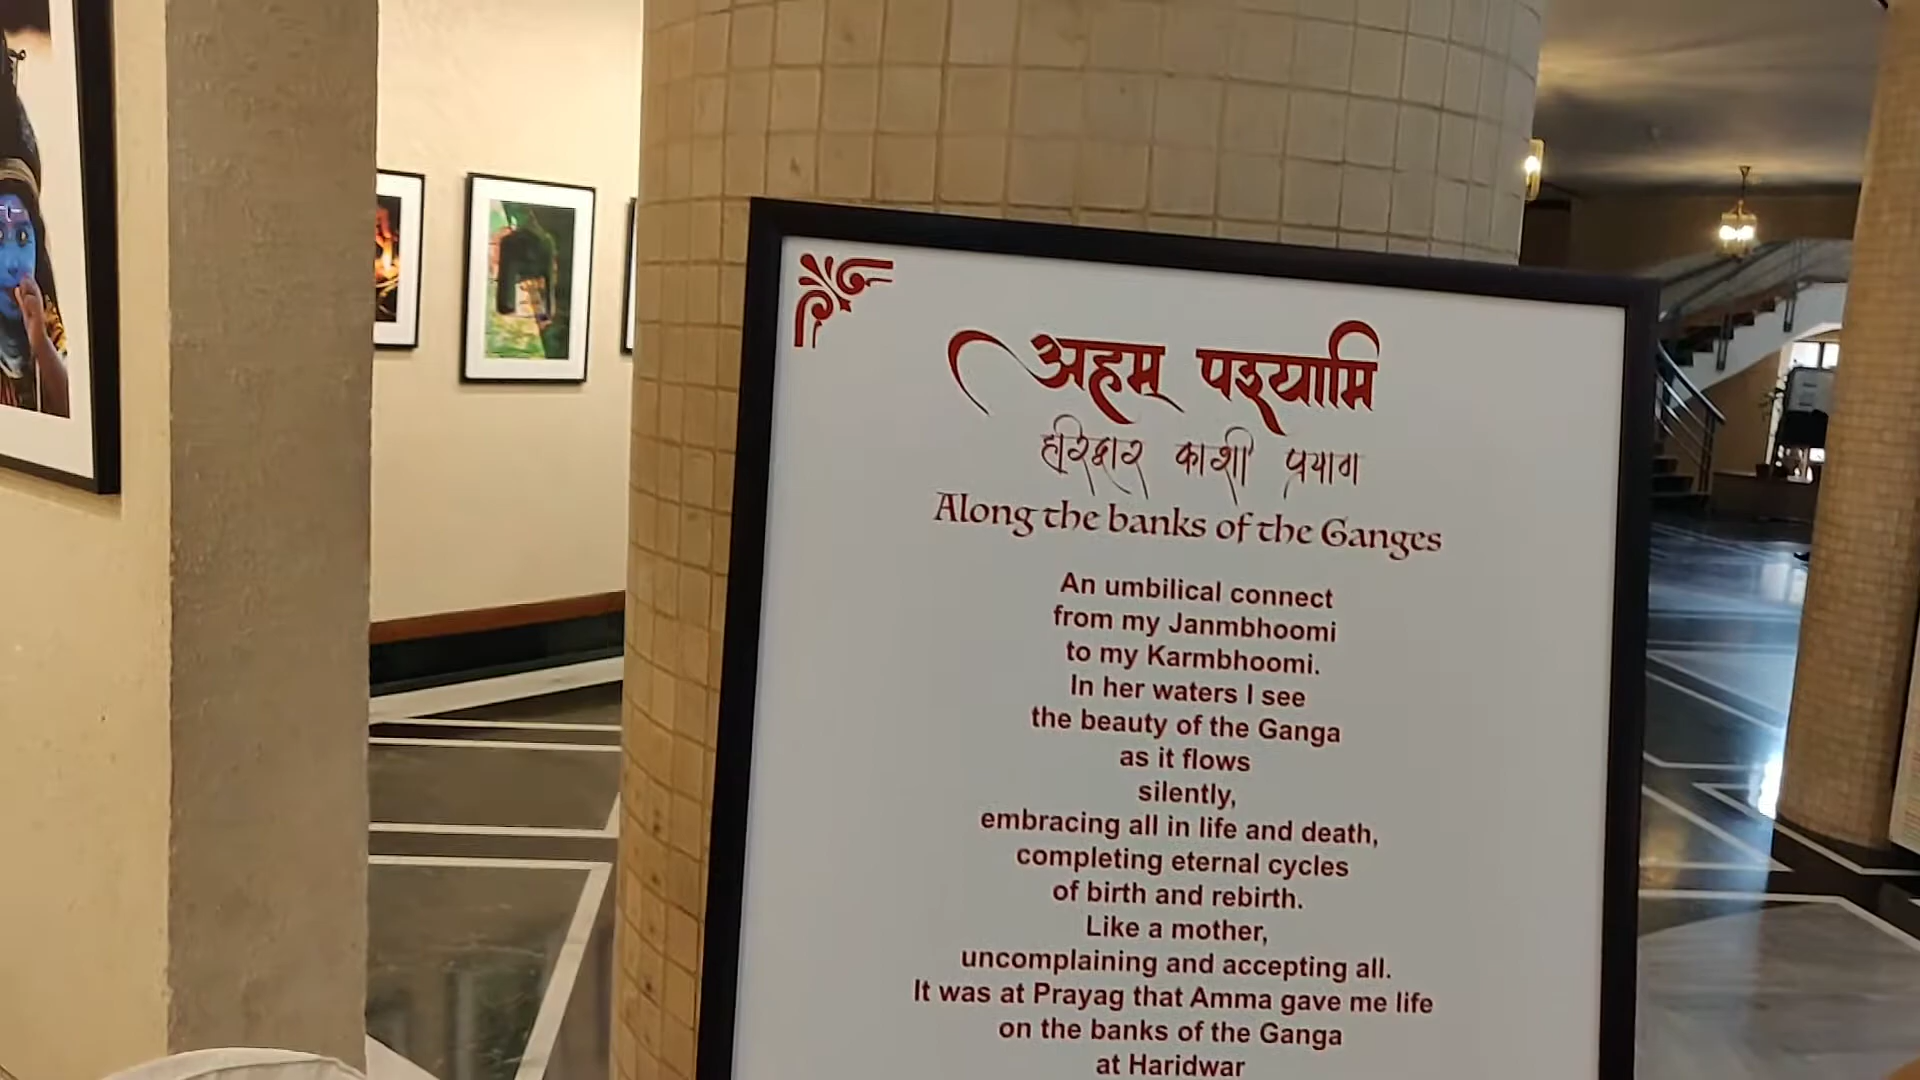 अहम् पश्यामि
हरिद्वार काशी प्रयाग
Along the banks of the Ganges
An umbilical connect
from my Janmbhoomi
to my Karmbhoomi.
In her waters I see
the beauty of the Ganga
as it flows
silently,
embracing all in life and death,
completing eternal cycles
of birth and rebirth.
Like a mother,
uncomplaining and accepting all.
It was at Prayag that Amma gave me life
on the banks of the Ganga
at Haridwar